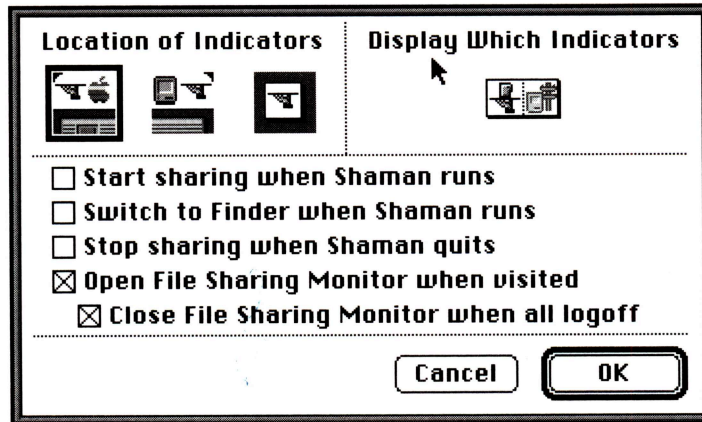 Location of Indicators
Display Which Indicators
Start sharing when Shaman runs
Switch to Finder when Shaman runs
Stop sharing when Shaman quits
Open File Sharing Monitor when visited
Close File Sharing Monitor when all logoff
Cancel
OK